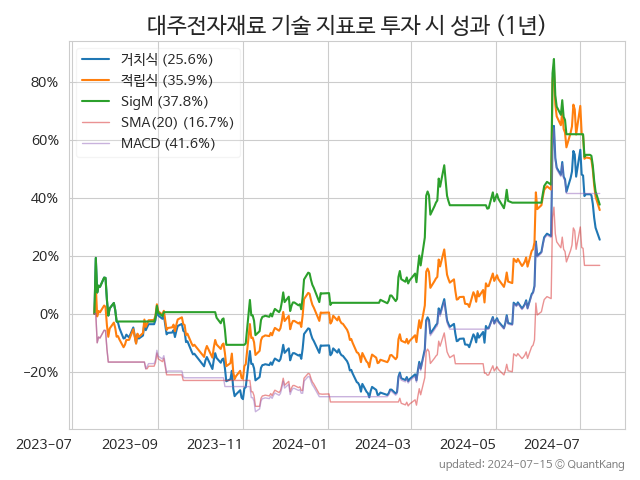 대주전자재료 기술 지표로 투자 시 성과 (1년)
거치식 (25.6%)
적립식 (35.9%)
SigM (37.8%)
SMA(20) (16.7%)
MACD (41.6%)
80%
60%
40%
20%
0%
−20%
2023-07 2023-09 2023-11 2024-01 2024-03 2024-05 2024-07
updated: 2024-07-15 © QuantKang